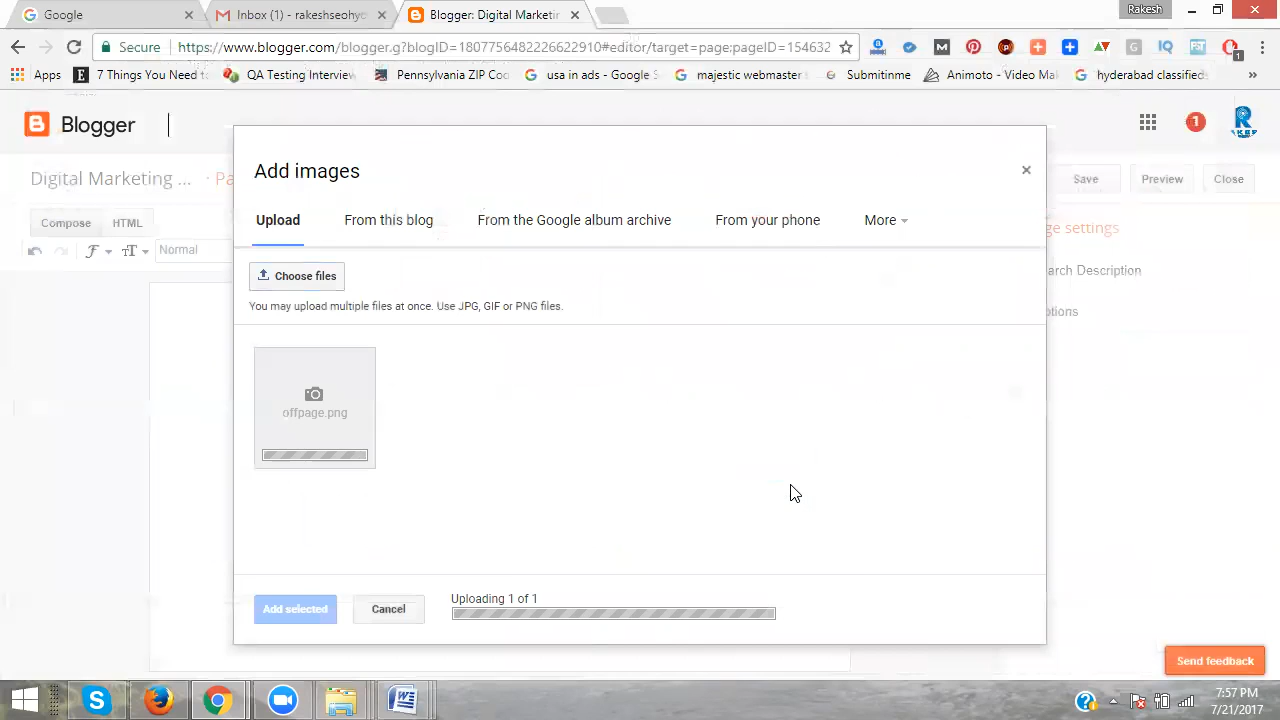 Google
Inbox (1) - rakeshseohyd
Blogger: Digital Marketin
Rakesh
Secure
https://www.blogger.com/blogger.g?blogID=1807756482226622910#editor/target=page;pageID=
Apps
7 Things You Need
QA Testing Interview
Pennsylvania ZIP Co
usa in ads - Google
majestic webmaster
Submitinme
Animoto - Video Ma
hyderabad classified
»
Blogger
1
Digital Marketing ...
· Pa
Save
Preview
Close
Compose
HTML
Normal
ge settings
arch Description
ptions
Add images
×
Upload
From this blog
From the Google album archive
From your phone
More
Choose files
You may upload multiple files at once. Use JPG, GIF or PNG files.
offpage.png
Add selected
Cancel
Uploading 1 of 1
Send feedback
7:57 PM
7/21/2017